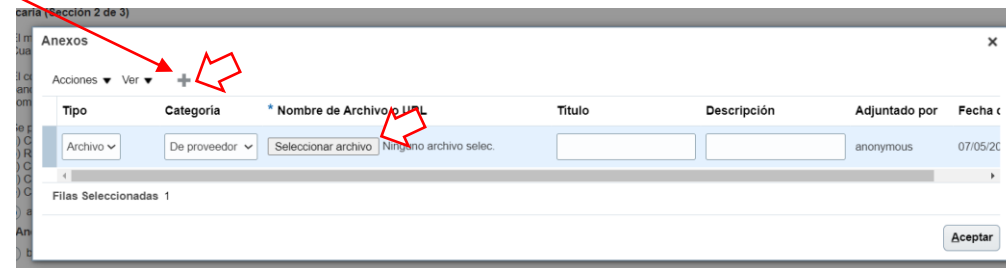 caria (Sección 2 de 3)
Anexos
Acciones Ver
Tipo Categoría * Nombre de Archivo o URL Título Descripción Adjuntado por Fecha
Archivo De proveedor Seleccionar archivo Ninguno archivo selec. anonymous 07/05/20
Filas Seleccionadas 1
Aceptar